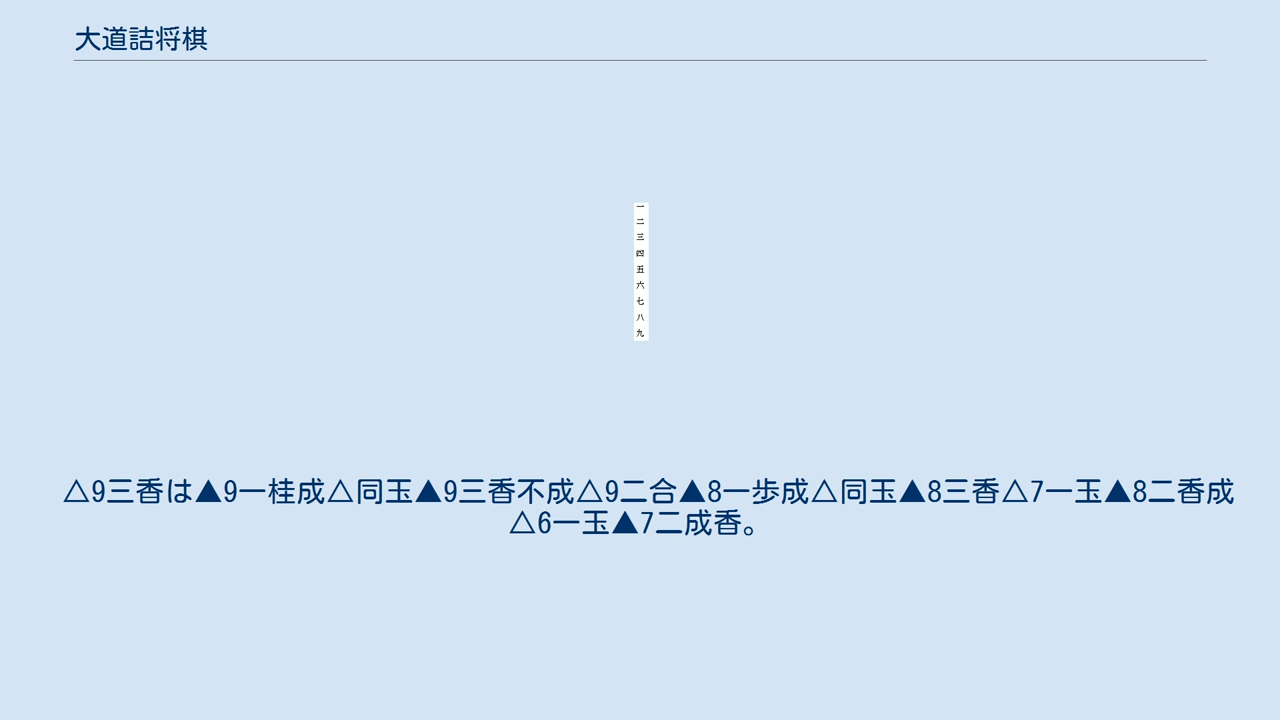 大道詰将棋
一
二
三
四
五
六
七
八
九
△9三香は▲9一桂成△同玉▲9三香不成△9二合▲8一歩成△同玉▲8三香△7一玉▲8二香成
△6一玉▲7二成香。